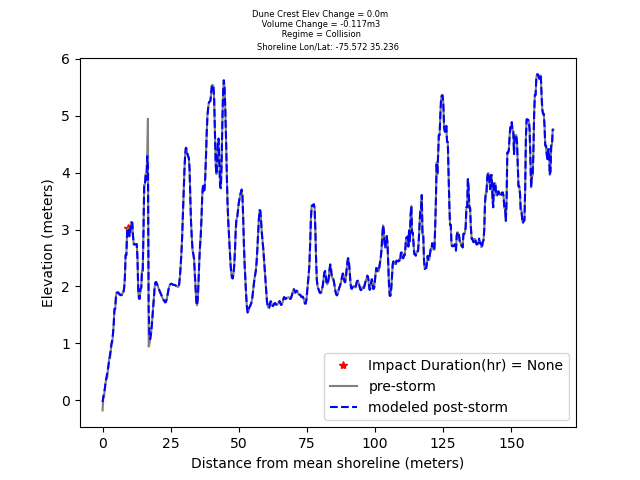 Dune Crest Elev Change = 0.0m
Volume Change = -0.117m3
Regime = Collision
Shoreline Lon/Lat: -75.572 35.236
6
5
4
3
2
1
0
Elevation (meters)
Impact Duration(hr) = None
pre-storm
modeled post-storm
0 25 50 75 100 125 150
Distance from mean shoreline (meters)